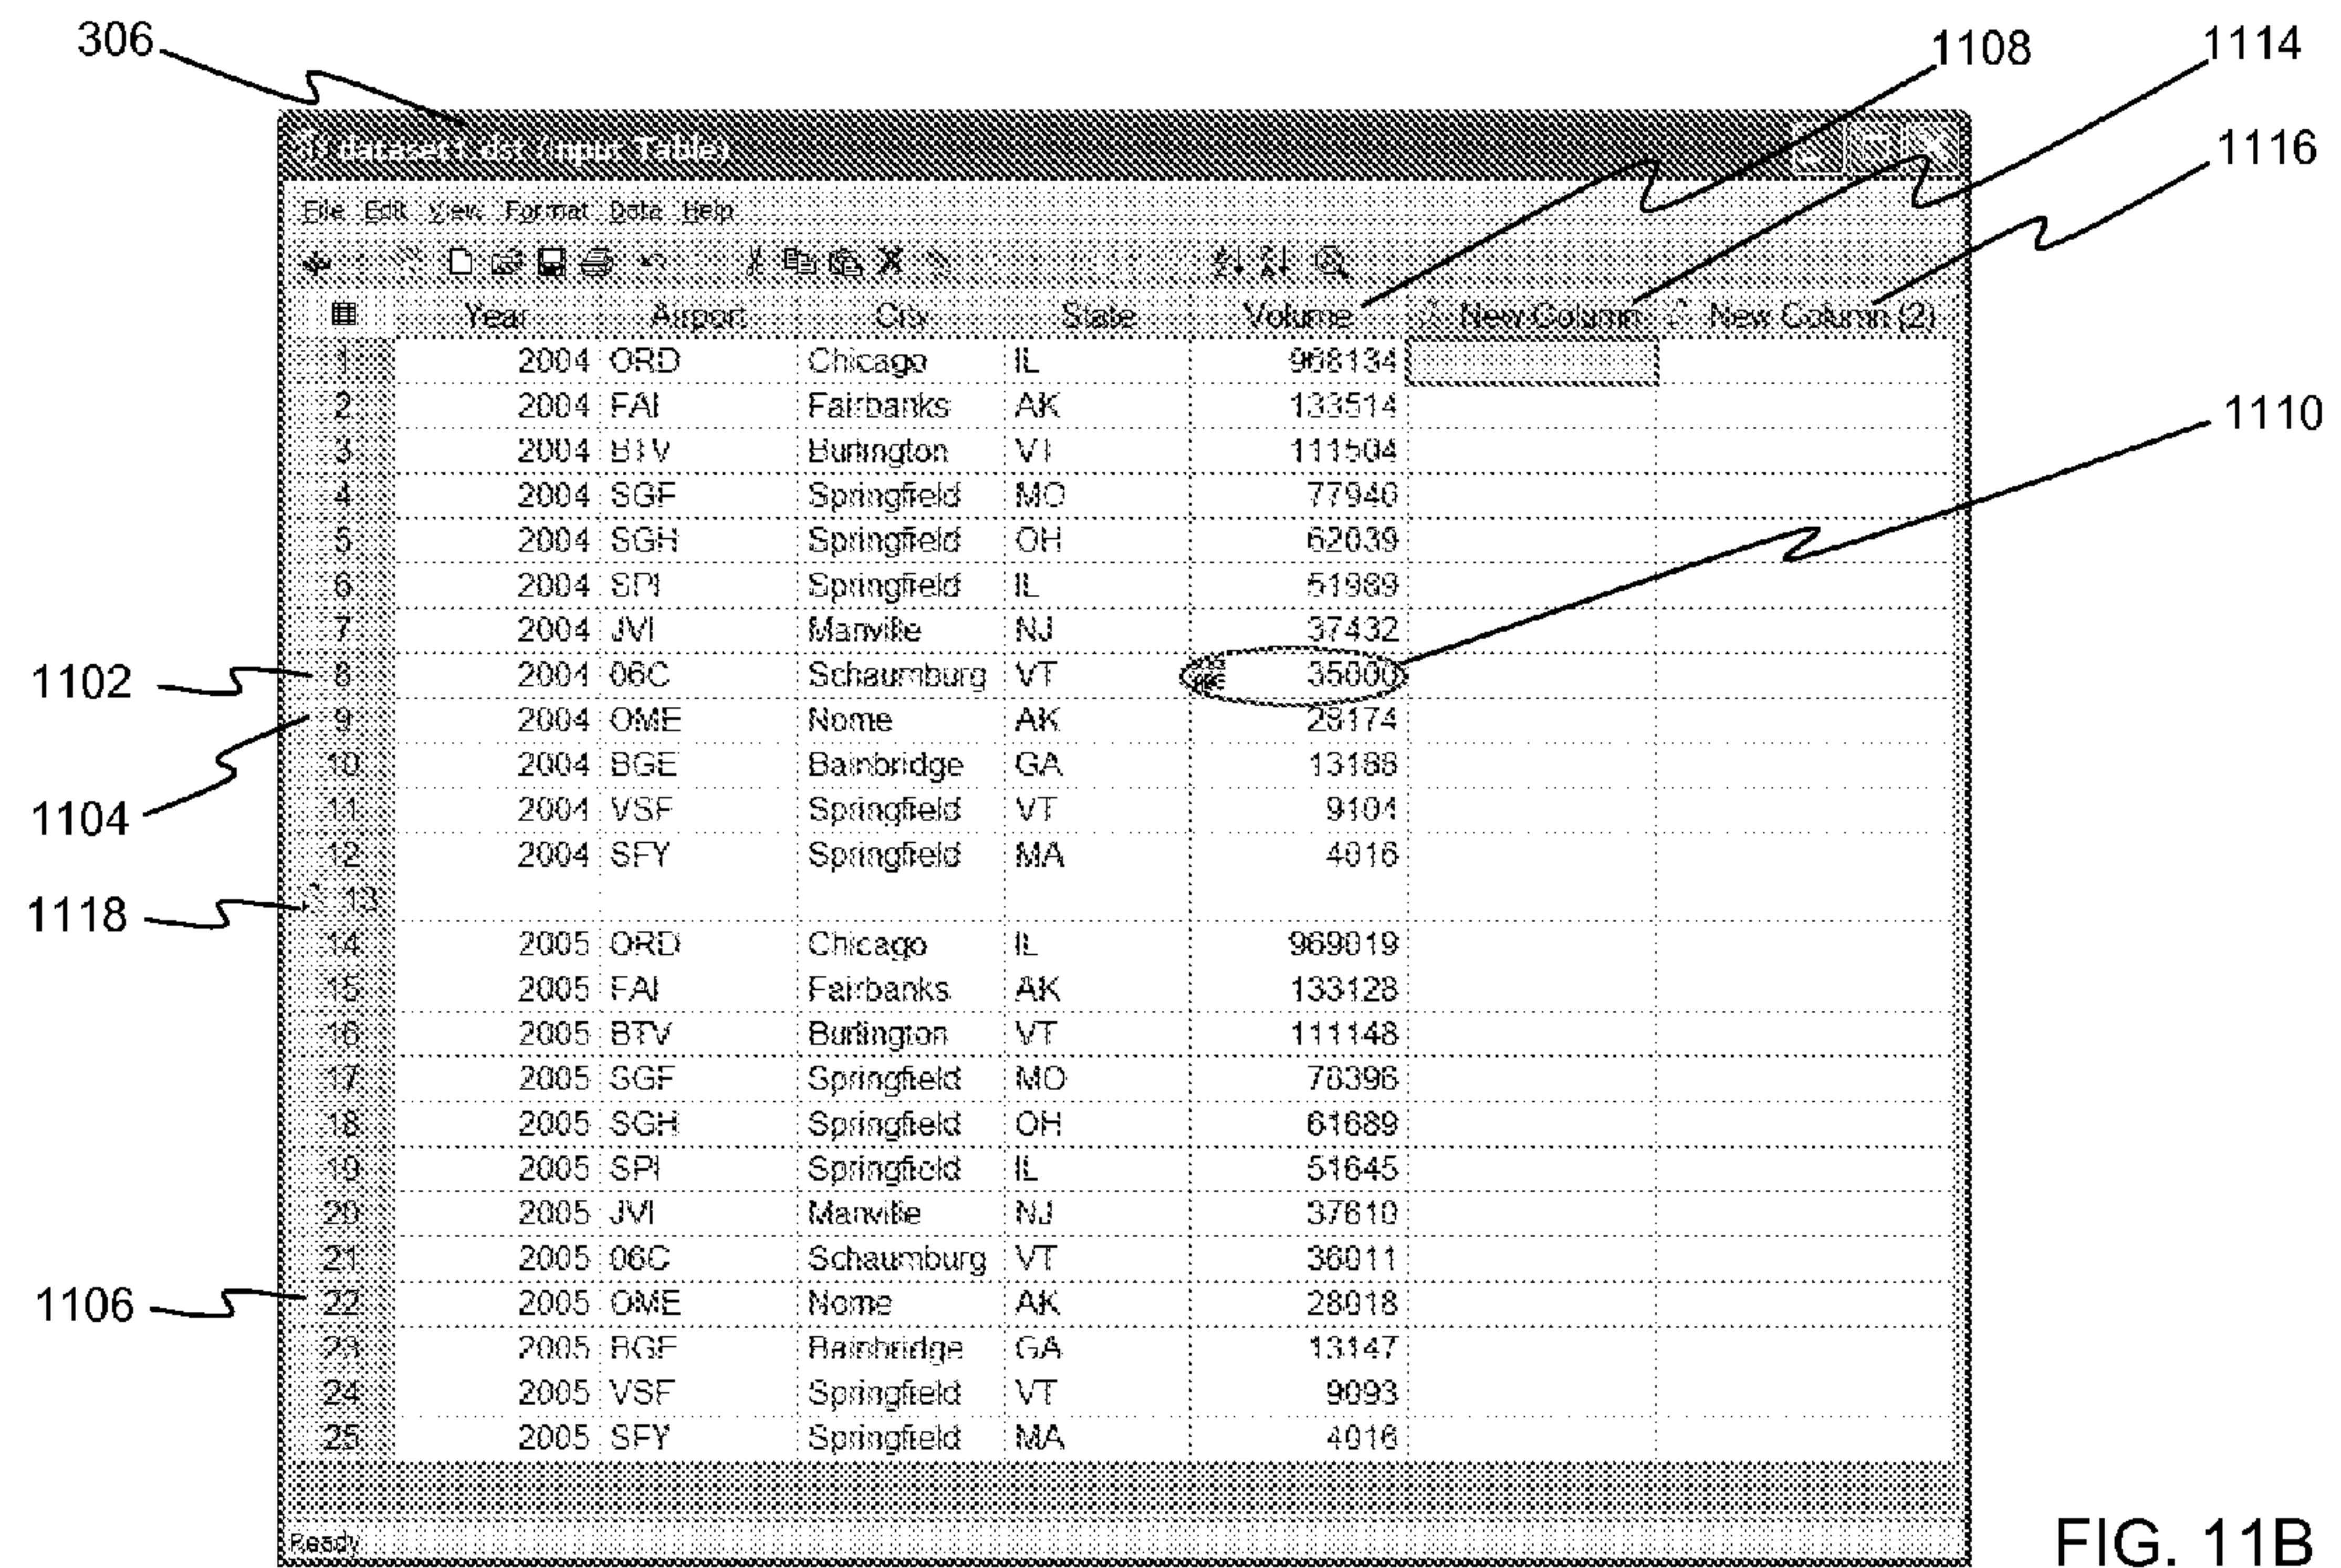 306
1108
1114
1116
dataset1.dst (Input Table)
File Edit View Format Data Help
Year Airport City State Volume New Column New Column (2)
1 2004 ORD Chicago IL 968134
2 2004 FAI Fairbanks AK 133514
1110
3 2004 BTV Burlington VT 111504
4 2004 SGF Springfield MO 77940
5 2004 SGH Springfield OH 62039
6 2004 SPI Springfield IL 51989
7 2004 JVI Manville NJ 37432
1102
8 2004 06C Schaumburg VT 35000
9 2004 OME Nome AK 28174
10 2004 BGE Bainbridge GA 13188
1104
11 2004 VSF Springfield VT 9104
12 2004 SFY Springfield MA 4016
1118
13
14 2005 ORD Chicago IL 969019
15 2005 FAI Fairbanks AK 133128
16 2005 BTV Burlington VT 111148
17 2005 SGF Springfield MO 78396
18 2005 SGH Springfield OH 61689
19 2005 SPI Springfield IL 51645
20 2005 JVI Manville NJ 37610
21 2005 06C Schaumburg VT 36011
1106
22 2005 OME Nome AK 28018
23 2005 BGE Bainbridge GA 13147
24 2005 VSF Springfield VT 9093
25 2005 SFY Springfield MA 4016
Ready
FIG. 11B